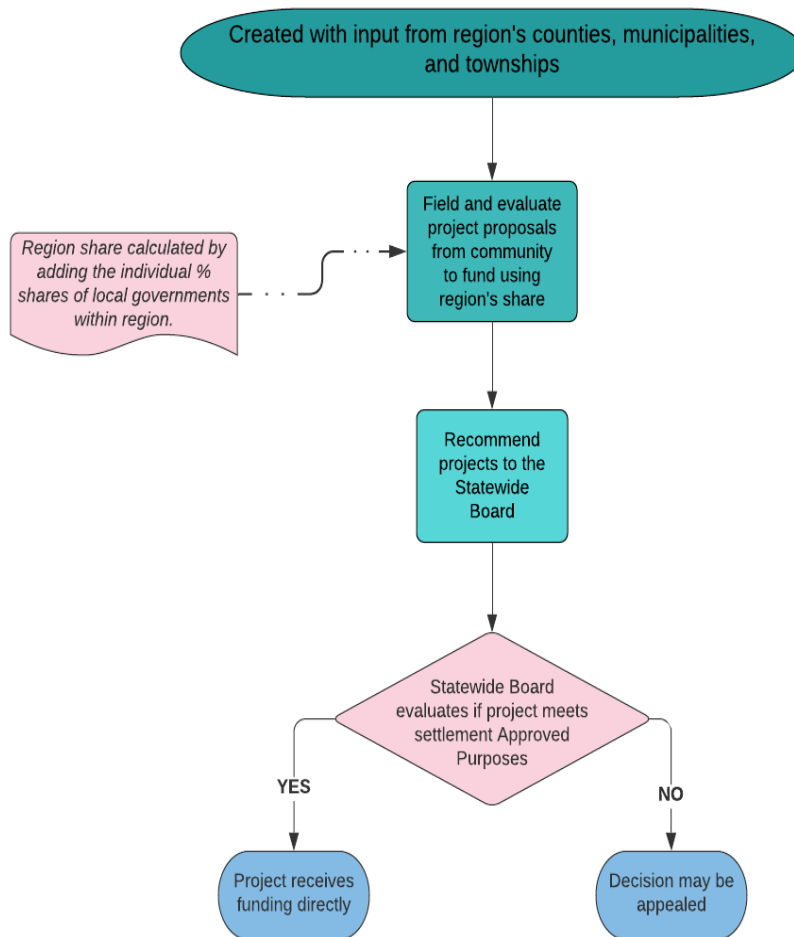 Created with input from region's counties, municipalities,
and townships
Field and evaluate
project proposals
from community
to fund using
region's share
Region share calculated by
adding the individual %
shares of local governments
within region.
Recommend
projects to the
Statewide
Board
Statewide Board
evaluates if project meets
settlement Approved
Purposes
YES
NO
Project receives
funding directly
Decision may be
appealed